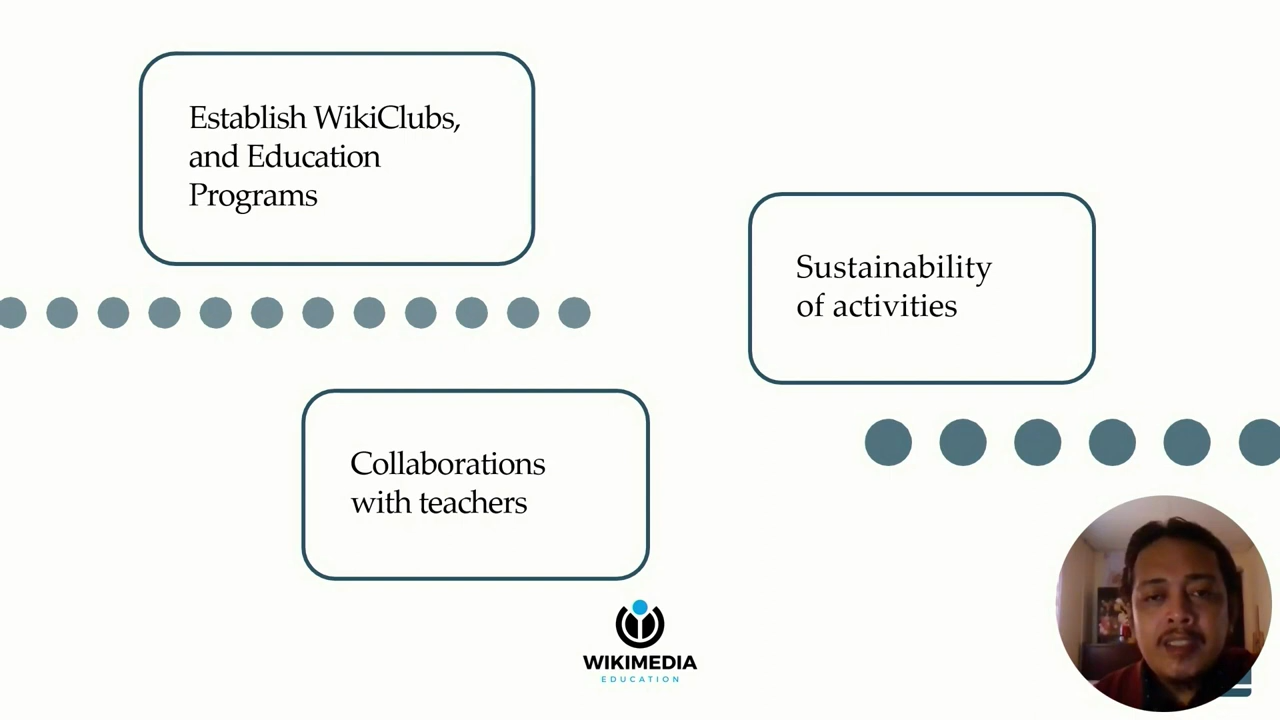 Establish WikiClubs,
and Education
Programs
Sustainability
of activities
Collaborations
with teachers
WIKIMEDIA
EDUCATION